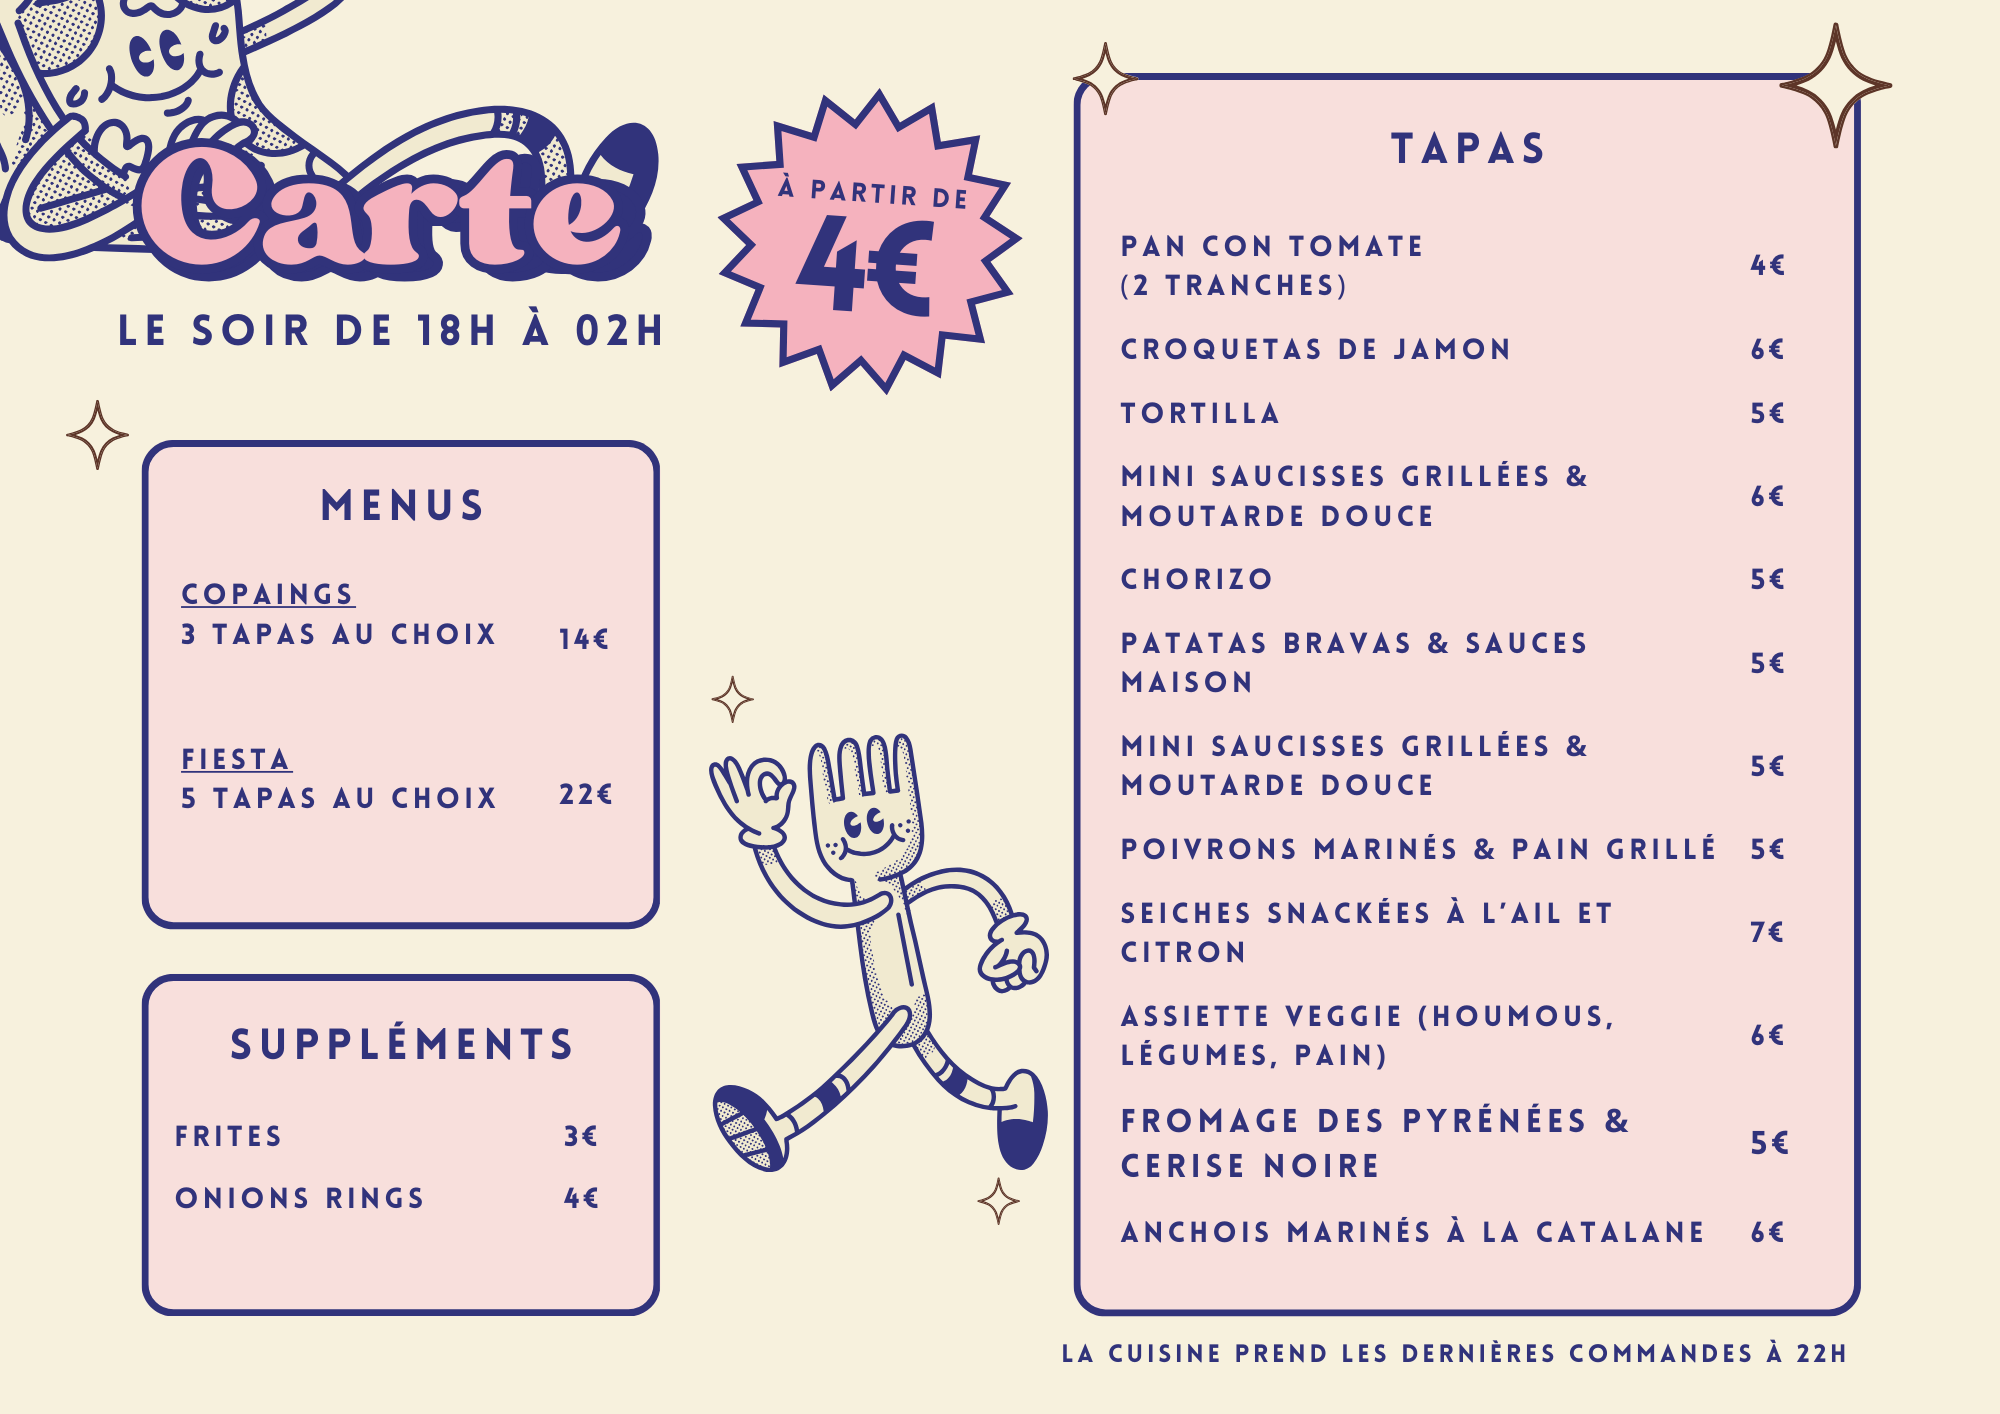 Carte
LE SOIR DE 18H À 02H
À PARTIR DE
4€
MENUS
COPAINGS
3 TAPAS AU CHOIX 14€
FIESTA
5 TAPAS AU CHOIX 22€
SUPPLÉMENTS
FRITES 3€
ONIONS RINGS 4€
TAPAS
PAN CON TOMATE
(2 TRANCHES) 4€
CROQUETAS DE JAMON 6€
TORTILLA 5€
MINI SAUCISSES GRILLÉES &
MOUTARDE DOUCE 6€
CHORIZO 5€
PATATAS BRAVAS & SAUCES
MAISON 5€
MINI SAUCISSES GRILLÉES &
MOUTARDE DOUCE 5€
POIVRONS MARINÉS & PAIN GRILLÉ 5€
SEICHES SNACKÉES À L’AIL ET
CITRON 7€
ASSIETTE VEGGIE (HOUMOUS,
LÉGUMES, PAIN) 6€
FROMAGE DES PYRÉNÉES &
CERISE NOIRE 5€
ANCHOIS MARINÉS À LA CATALANE 6€
LA CUISINE PREND LES DERNIÈRES COMMANDES À 22H